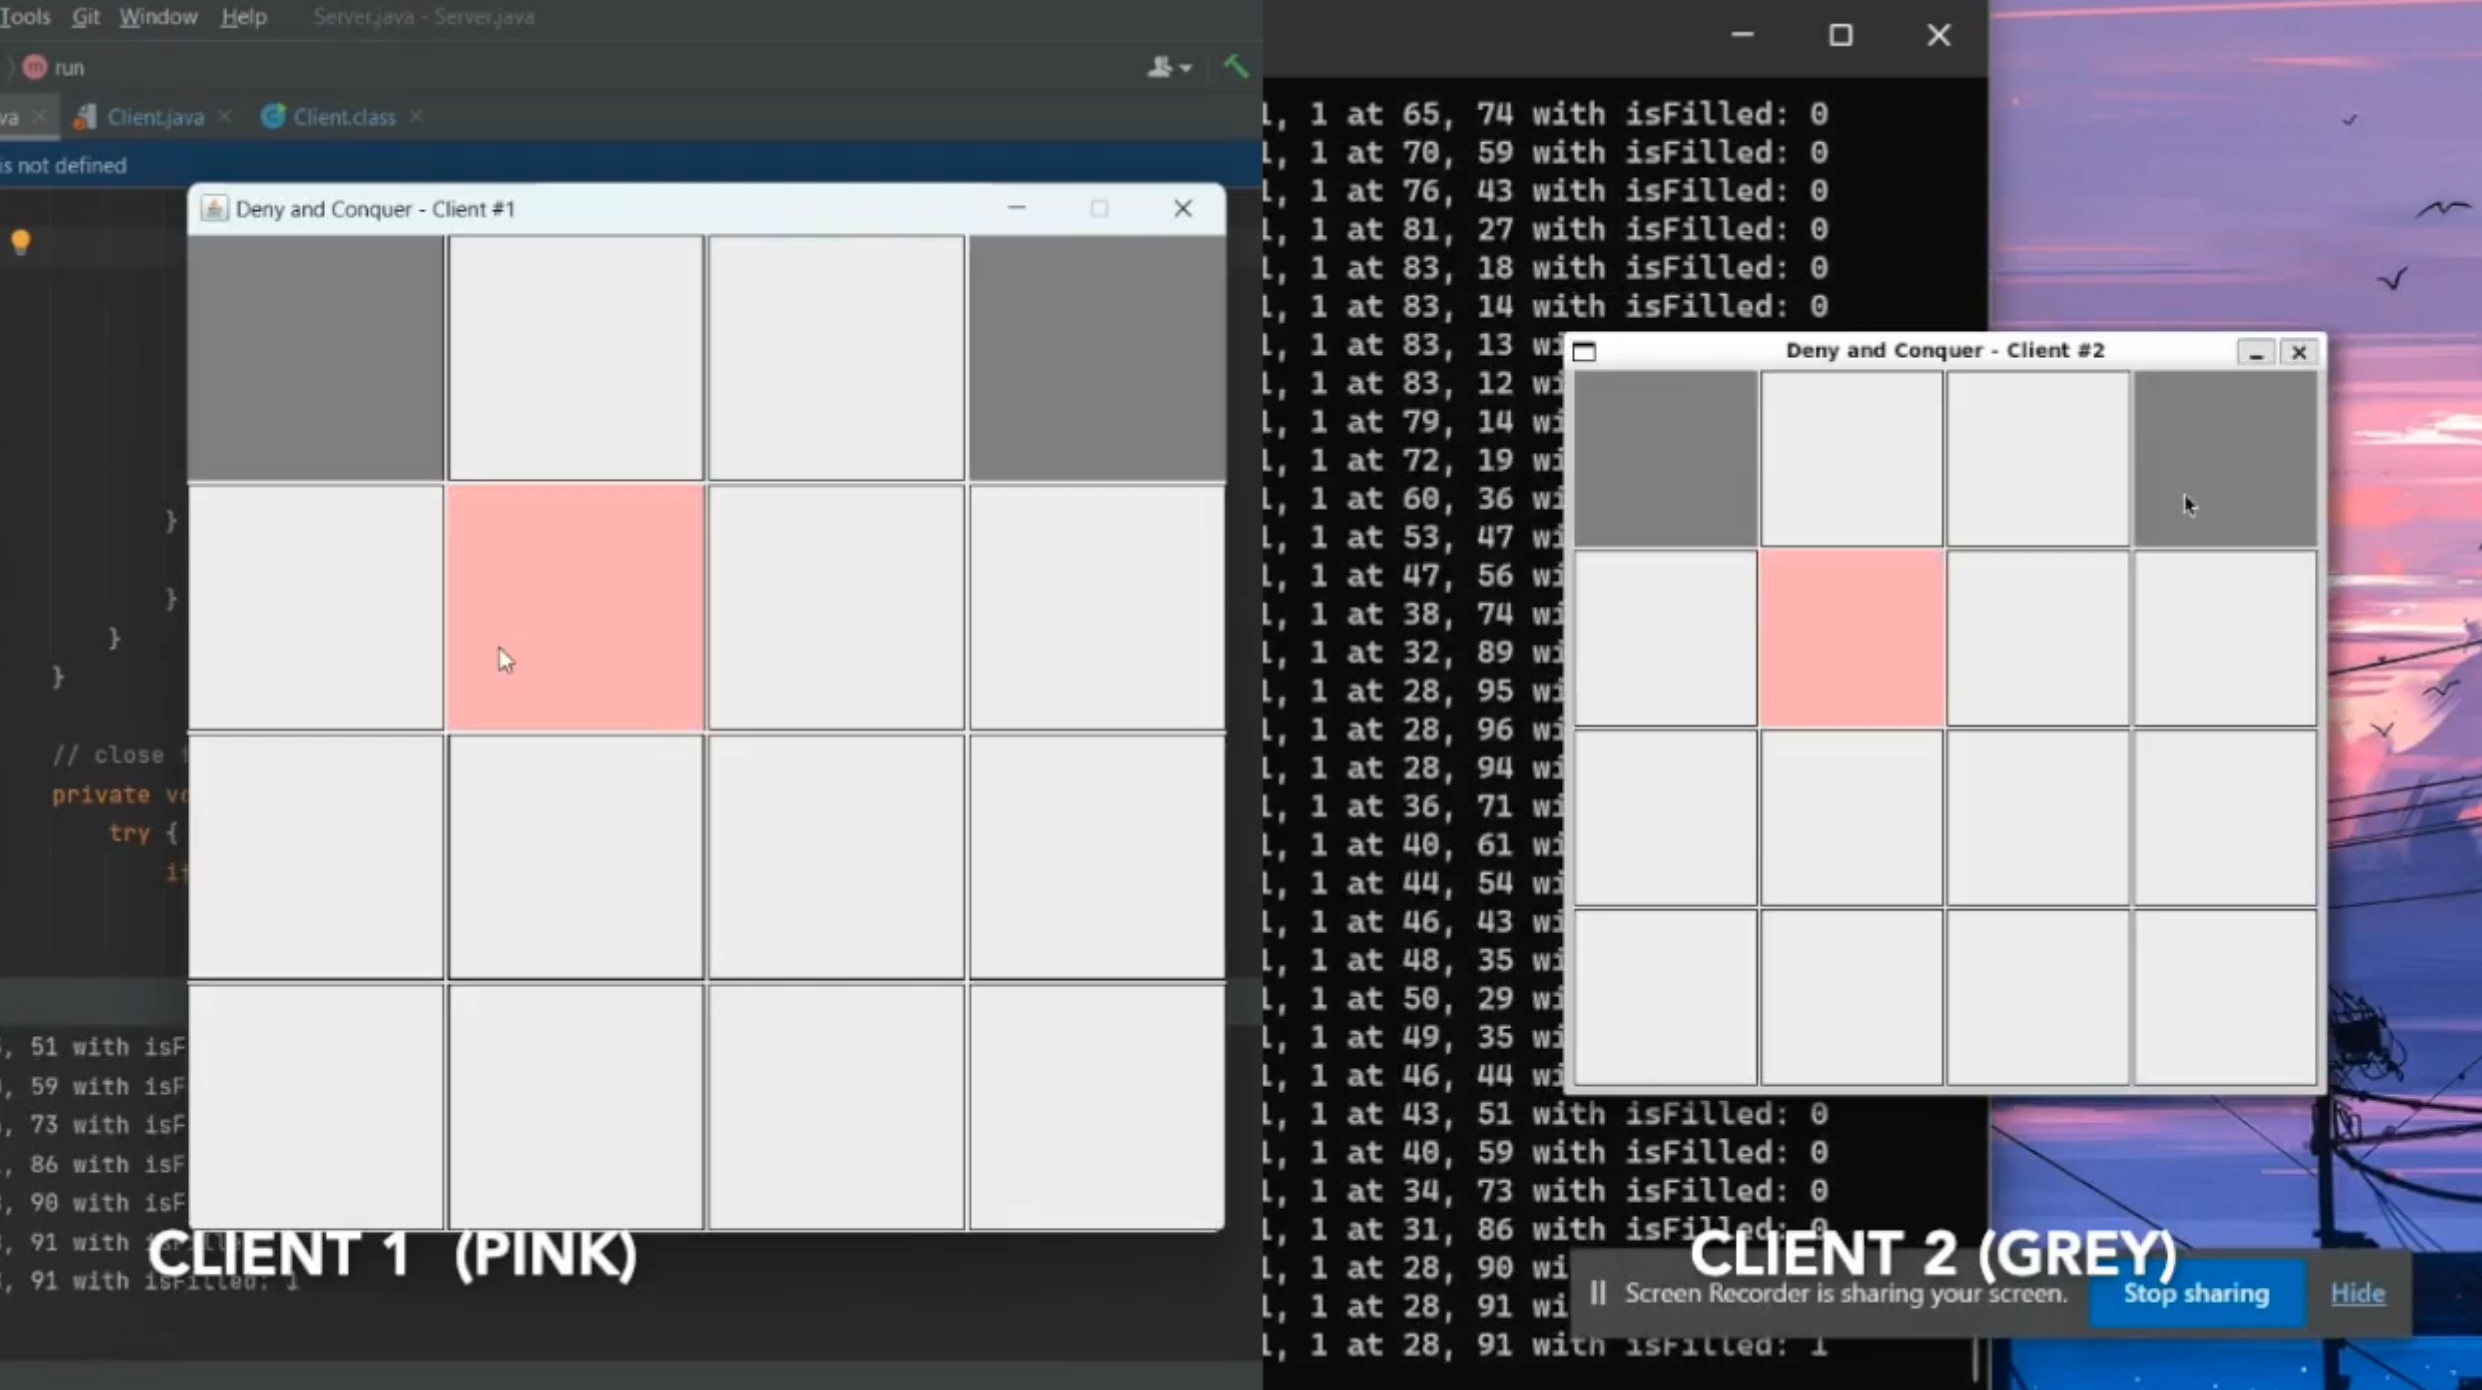 Tools Git Window Help Server.java - Server.java
run
va Client.java Client.class
is not defined
Deny and Conquer - Client #1
}
}
}
}
// close
private
try {
, 51 with isF
, 59 with isF
, 73 with isF
, 86 with isF
, 90 with isF
, 91 with isFille
, 91 with isFilled: 1
CLIENT 1 (PINK)
, 1 at 65, 74 with isFilled: 0
, 1 at 70, 59 with isFilled: 0
, 1 at 76, 43 with isFilled: 0
, 1 at 81, 27 with isFilled: 0
, 1 at 83, 18 with isFilled: 0
, 1 at 83, 14 with isFilled: 0
, 1 at 83, 13 wi
, 1 at 83, 12 wi
, 1 at 79, 14 wi
, 1 at 72, 19 wi
, 1 at 60, 36 wi
, 1 at 53, 47 wi
, 1 at 47, 56 wi
, 1 at 38, 74 wi
, 1 at 32, 89 wi
, 1 at 28, 95 wi
, 1 at 28, 96 wi
, 1 at 28, 94 wi
, 1 at 36, 71 wi
, 1 at 40, 61 wi
, 1 at 44, 54 wi
, 1 at 46, 43 wi
, 1 at 48, 35 wi
, 1 at 50, 29 wi
, 1 at 49, 35 wi
, 1 at 46, 44 wi
, 1 at 43, 51 with isFilled: 0
, 1 at 40, 59 with isFilled: 0
, 1 at 34, 73 with isFilled: 0
, 1 at 31, 86 with isFilled: 0
, 1 at 28, 90 wi
, 1 at 28, 91 wi
, 1 at 28, 91 with isFilled: 1
Deny and Conquer - Client #2
CLIENT 2 (GREY)
Screen Recorder is sharing your screen. Stop sharing Hide